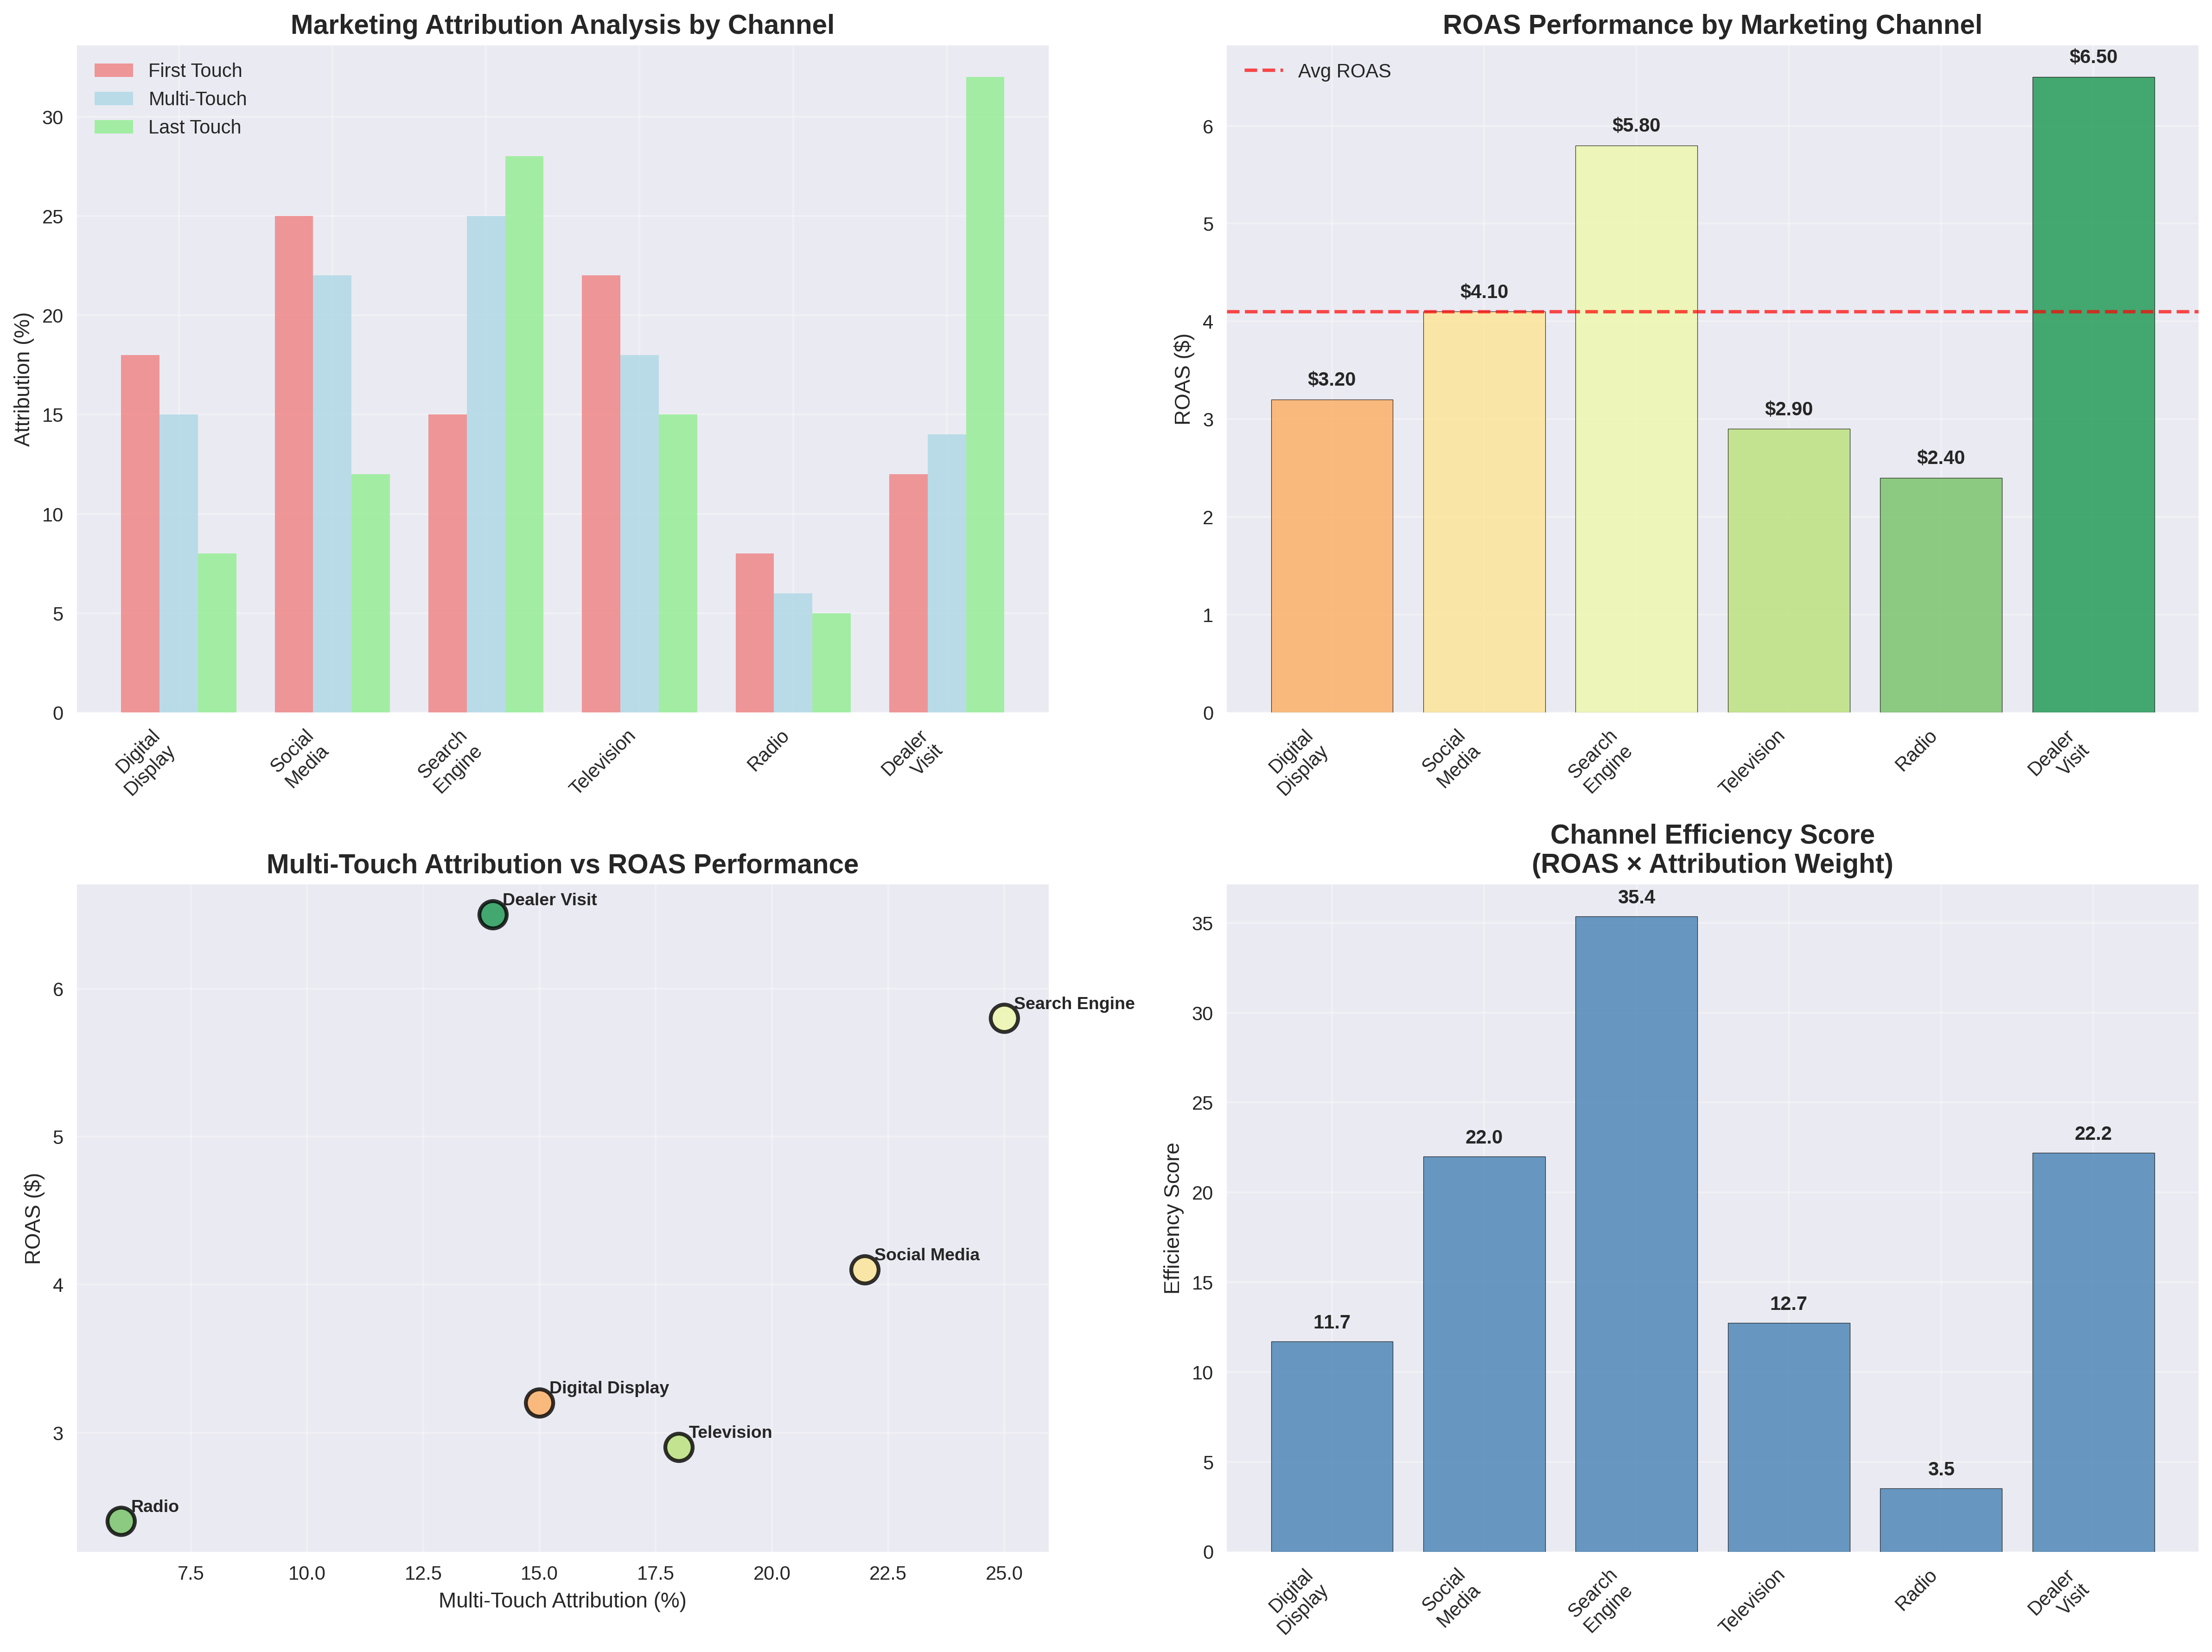 Marketing Attribution Analysis by Channel
First Touch
Multi-Touch
Last Touch
Attribution (%)
30
25
20
15
10
5
0
Digital
Display
Social
Media
Search
Engine
Television
Radio
Dealer
Visit
ROAS Performance by Marketing Channel
Avg ROAS
ROAS ($)
6
5
4
3
2
1
0
$3.20
$4.10
$5.80
$2.90
$2.40
$6.50
Digital
Display
Social
Media
Search
Engine
Television
Radio
Dealer
Visit
Multi-Touch Attribution vs ROAS Performance
ROAS ($)
6
5
4
3
Dealer Visit
Search Engine
Social Media
Digital Display
Television
Radio
7.5
10.0
12.5
15.0
17.5
20.0
22.5
25.0
Multi-Touch Attribution (%)
Channel Efficiency Score
(ROAS × Attribution Weight)
Efficiency Score
35
30
25
20
15
10
5
0
11.7
22.0
35.4
12.7
3.5
22.2
Digital
Display
Social
Media
Search
Engine
Television
Radio
Dealer
Visit